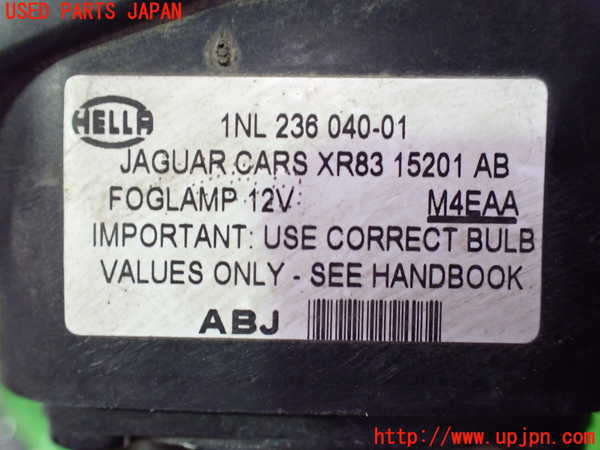 USED PARTS JAPAN
HELLA
1NL 236 040-01
JAGUAR CARS XR83 15201 AB
FOGLAMP 12V M4EAA
IMPORTANT: USE CORRECT BULB
VALUES ONLY - SEE HANDBOOK
ABJ
http://www.upjpn.com/